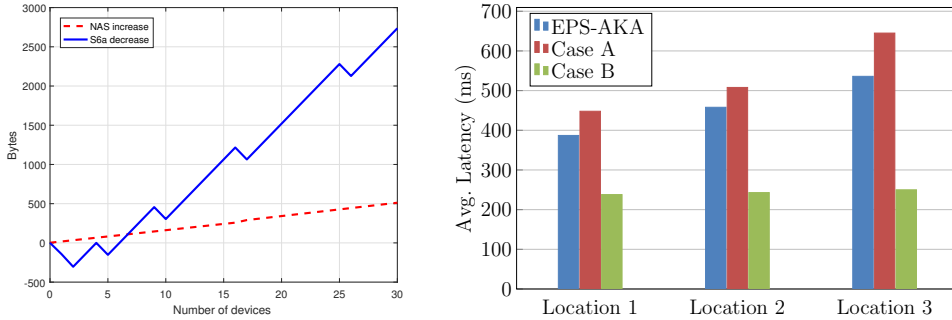 NAS increase
S6a decrease
3000
2500
2000
1500
1000
500
0
-500
Bytes
0 5 10 15 20 25 30
Number of devices
EPS-AKA
Case A
Case B
700
600
500
400
300
200
100
0
Avg. Latency (ms)
Location 1 Location 2 Location 3